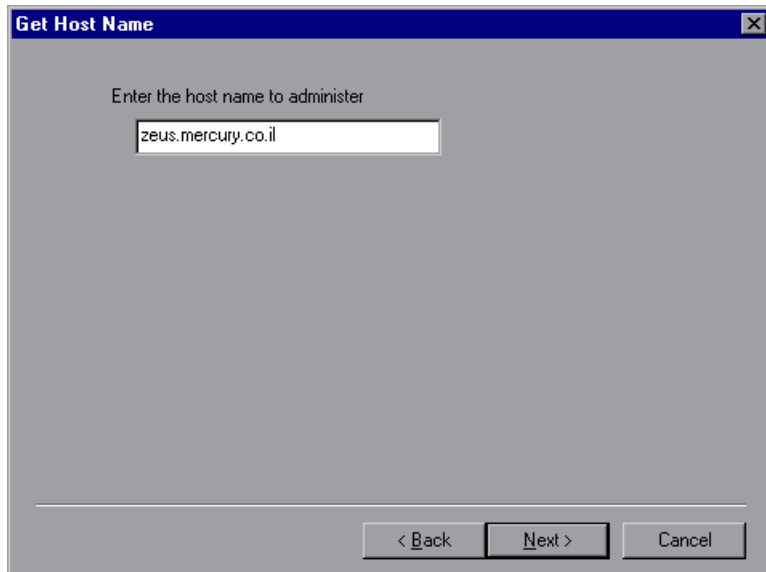 Get Host Name
Enter the host name to administer
zeus.mercury.co.il
< Back Next > Cancel